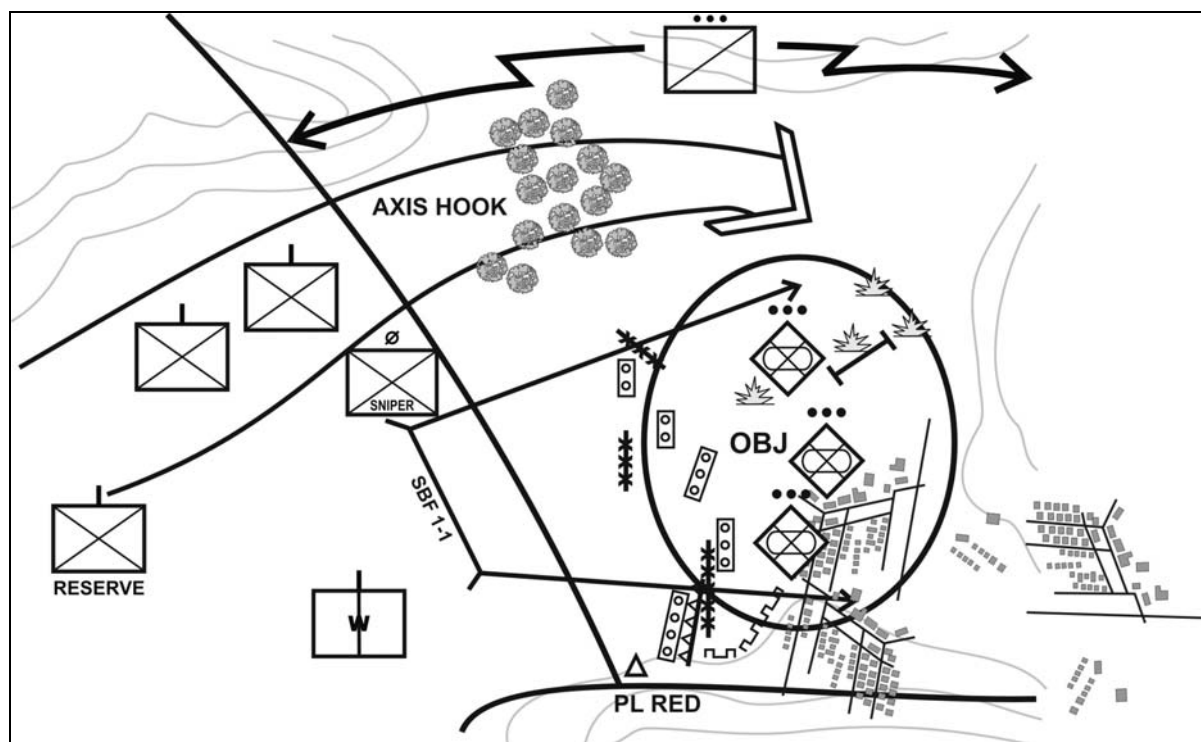 AXIS HOOK
SNIPER
OBJ
SBF 1-1
RESERVE
W
PL RED